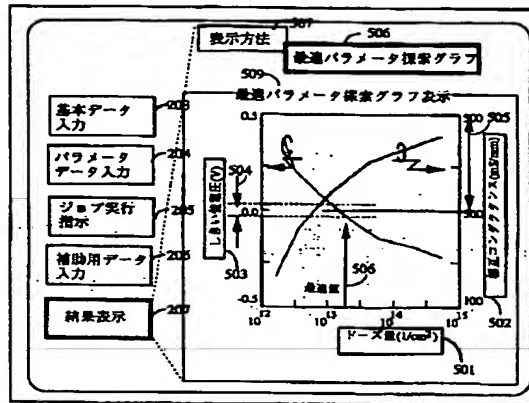 507
表示方法
506
最適パラメータ探索グラフ
509
最適パラメータ探索グラフ表示
203
基本データ
入力
204
パラメータ
データ入力
205
ジョブ実行
指示
補助用データ
入力
207
結果表示
0.5
0.0
-0.5
504
しきい値電圧(V)
503
506
最適値
500
505
300
100
相互コンダクタンス(mS/mm)
502
10¹²
10¹³
10¹⁴
10¹⁵
ドーズ量(1/cm²)
501